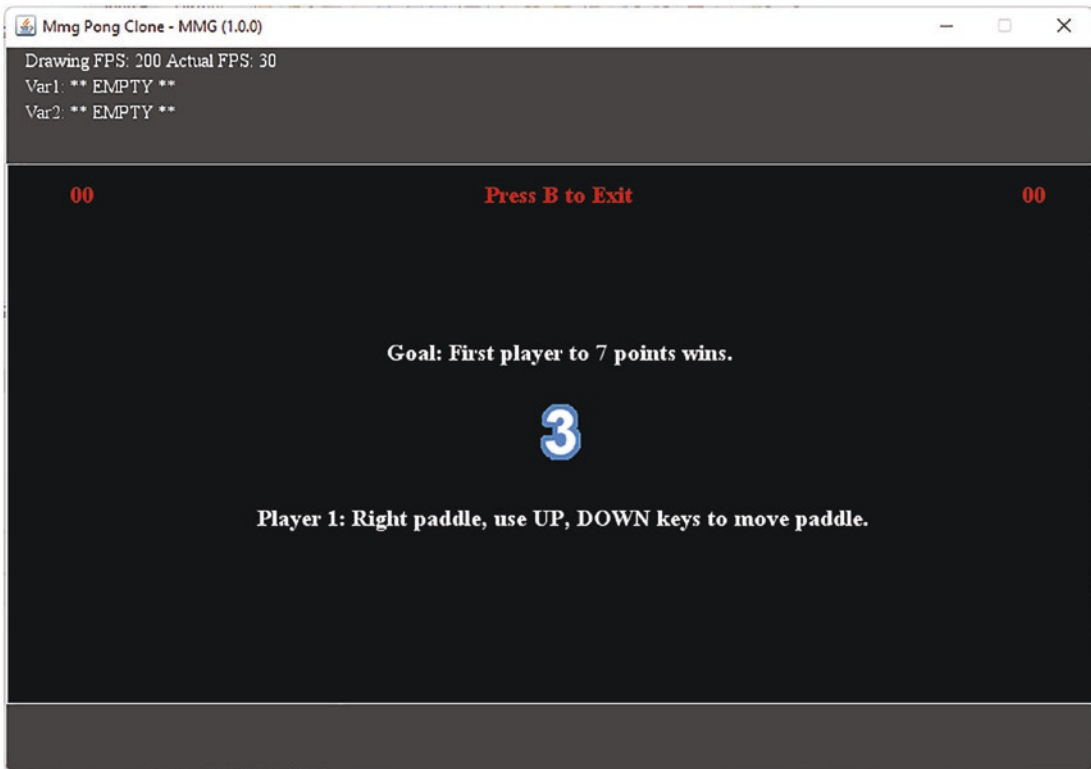 Mmg Pong Clone - MMG (1.0.0)
Drawing FPS: 200 Actual FPS: 30
Var1: ** EMPTY **
Var2: ** EMPTY **
00 Press B to Exit 00
Goal: First player to 7 points wins.
3
Player 1: Right paddle, use UP, DOWN keys to move paddle.